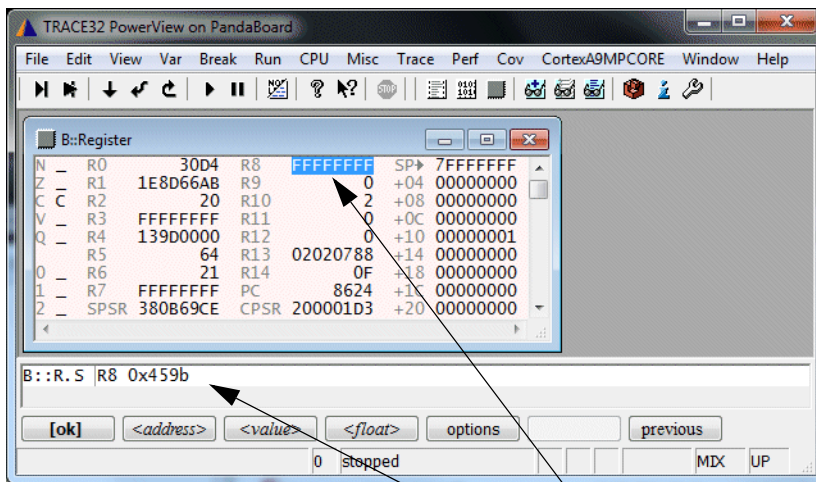 TRACE32 PowerView on PandaBoard
File Edit View Var Break Run CPU Misc Trace Perf Cov CortexA9MPCORE Window Help
B::Register
N _ R0 30D4 R8 FFFFFFFF SP 7FFFFFFF
Z _ R1 1E8D66AB R9 0 +04 00000000
C C R2 20 R10 2 +08 00000000
V _ R3 FFFFFFFF R11 0 +0C 00000000
Q _ R4 139D0000 R12 0 +10 00000001
R5 64 R13 02020788 +14 00000000
0 _ R6 21 R14 0F +18 00000000
1 _ R7 FFFFFFFF PC 8624 +1C 00000000
2 _ SPSR 380B69CE CPSR 200001D3 +20 00000000
B::R.S R8 0x459b
[ok] <address> <value> <float> options previous
0 stopped MIX UP